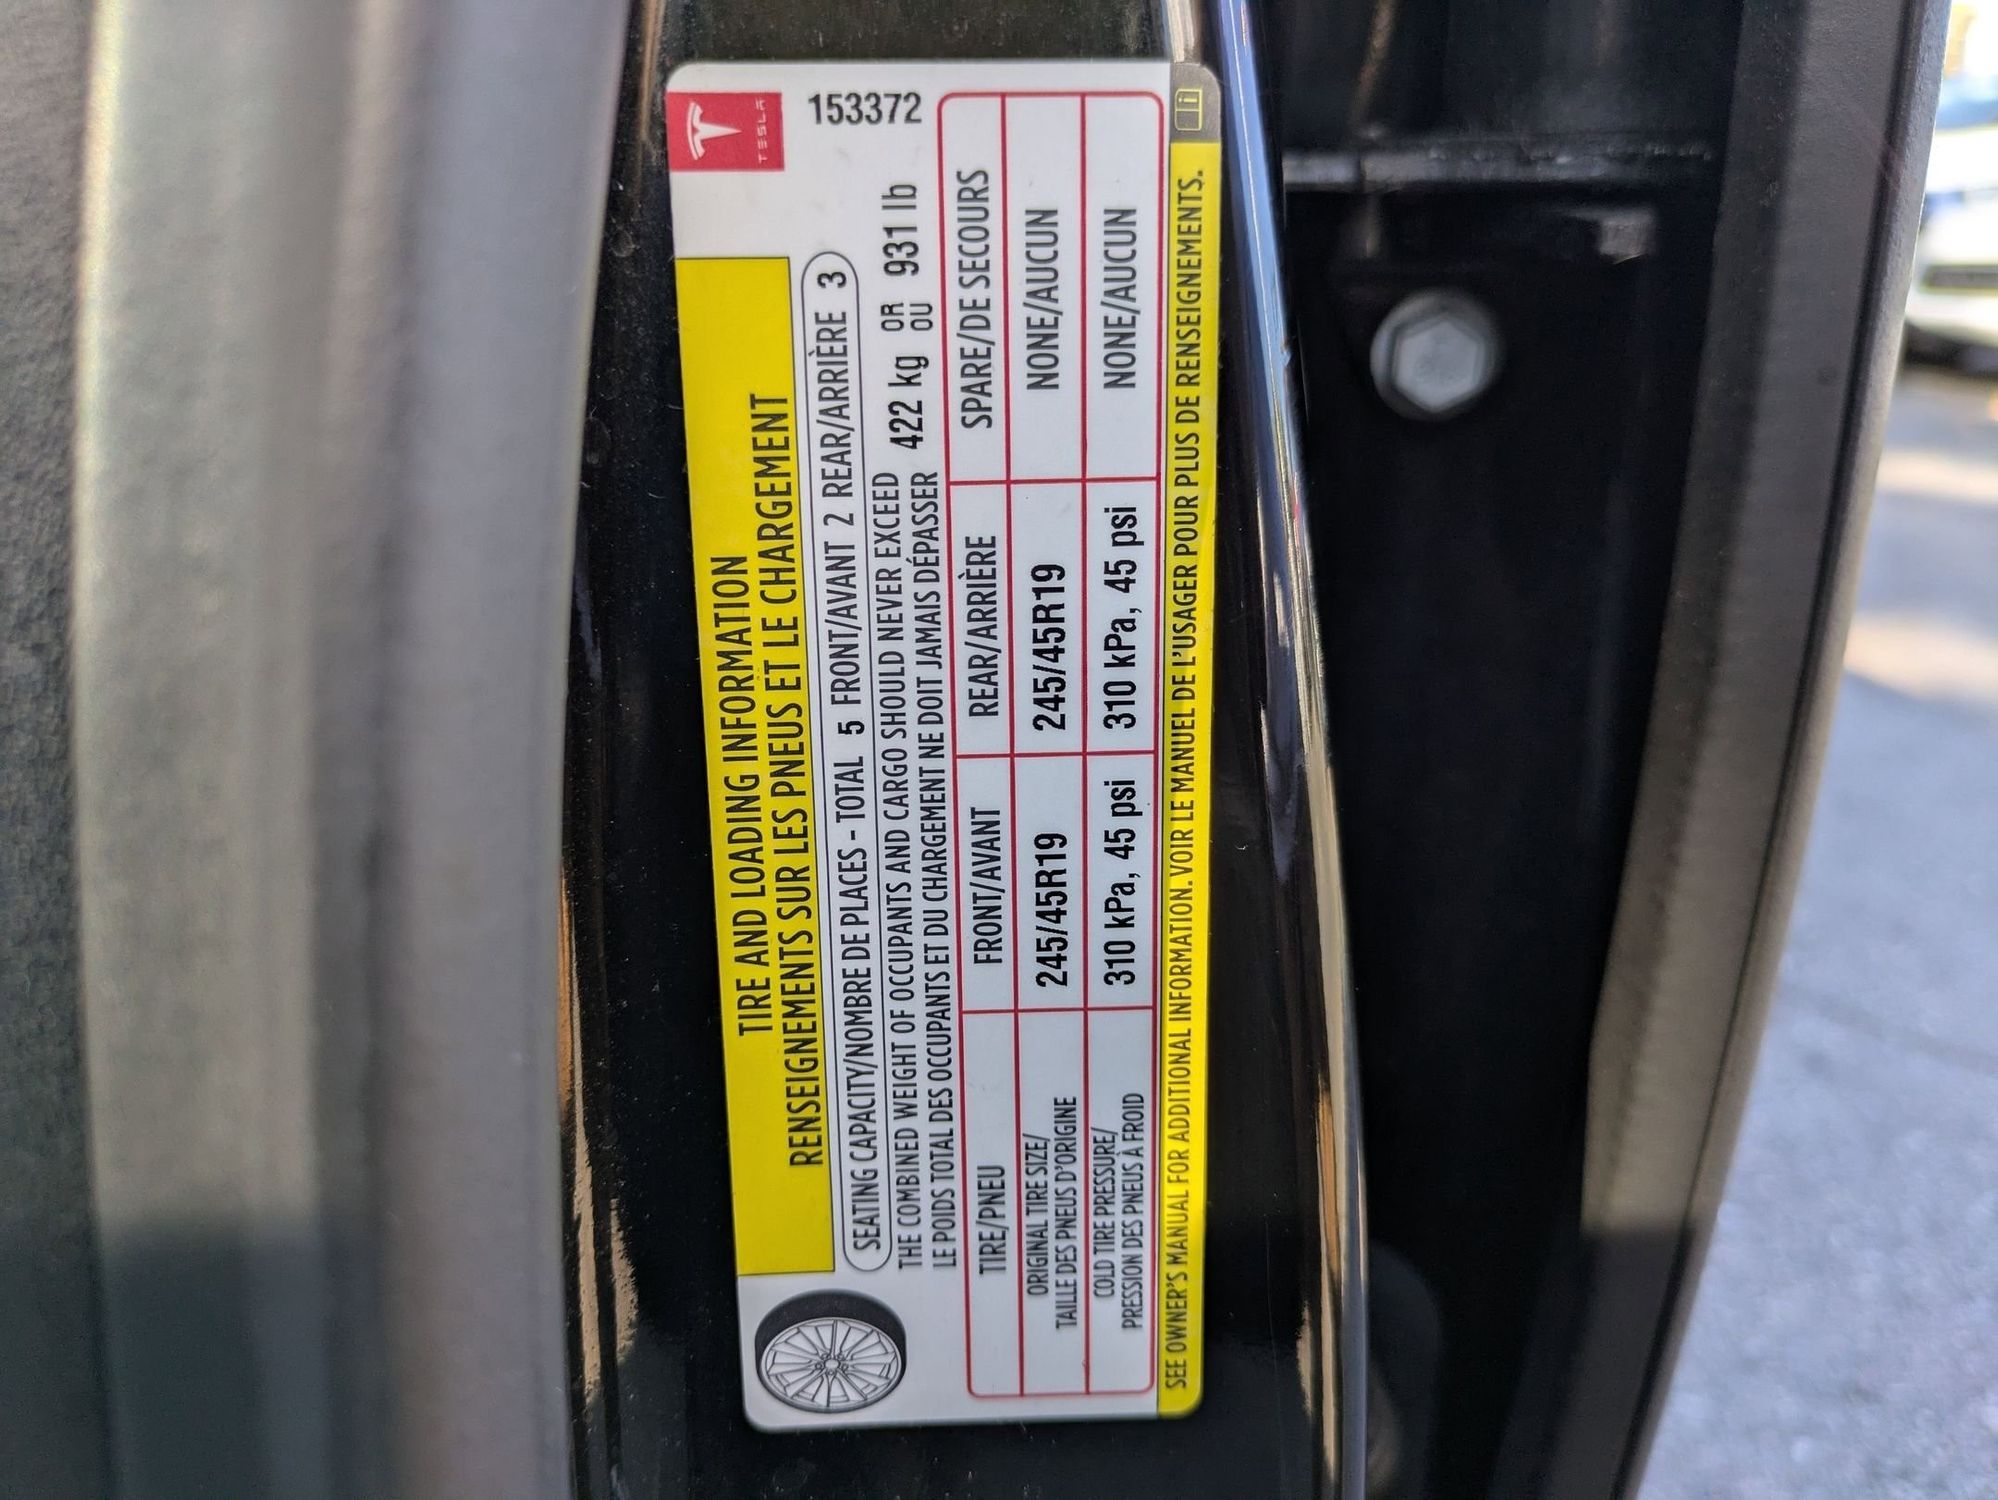 TESLA
153372
TIRE AND LOADING INFORMATION
RENSEIGNEMENTS SUR LES PNEUS ET LE CHARGEMENT
SEATING CAPACITY/NOMBRE DE PLACES - TOTAL 5 FRONT/AVANT 2 REAR/ARRIÈRE 3
THE COMBINED WEIGHT OF OCCUPANTS AND CARGO SHOULD NEVER EXCEED
LE POIDS TOTAL DES OCCUPANTS ET DU CHARGEMENT NE DOIT JAMAIS DÉPASSER
422 kg OR OU 931 lb
TIRE/PNEU FRONT/AVANT REAR/ARRIÈRE SPARE/DE SECOURS
ORIGINAL TIRE SIZE/
TAILLE DES PNEUS D'ORIGINE
245/45R19 245/45R19 NONE/AUCUN
COLD TIRE PRESSURE/
PRESSION DES PNEUS À FROID
310 kPa, 45 psi 310 kPa, 45 psi NONE/AUCUN
SEE OWNER'S MANUAL FOR ADDITIONAL INFORMATION. VOIR LE MANUEL DE L'USAGER POUR PLUS DE RENSEIGNEMENTS.